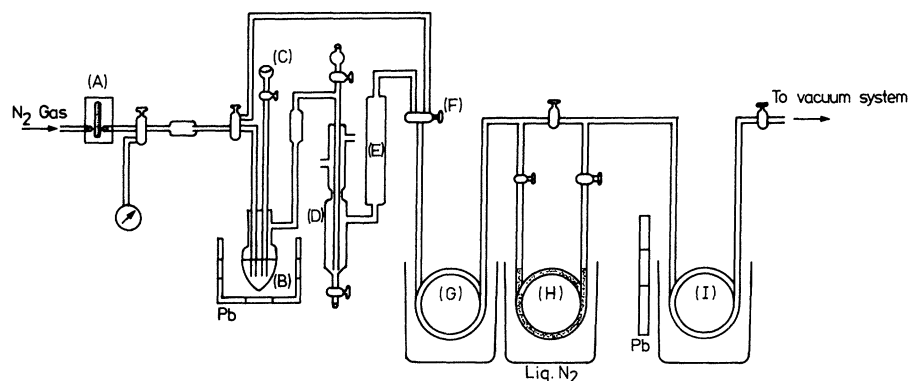 (A)
N2 Gas
(C)
(B)
Pb
(D)
(E)
(F)
(G)
(H)
Liq. N2
Pb
(I)
To vacuum system